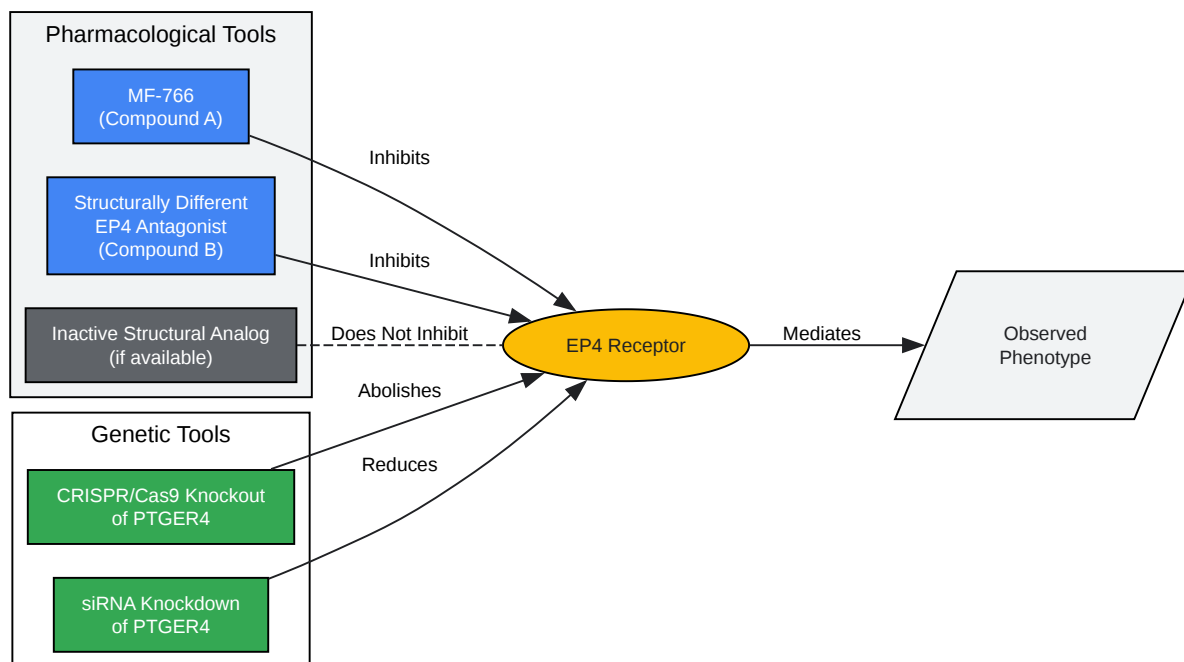 Pharmacological Tools
MF-766
(Compound A)
Inhibits
Structurally Different
EP4 Antagonist
(Compound B)
Inhibits
Inactive Structural Analog
(if available)
Does Not Inhibit
EP4 Receptor
Mediates
Observed
Phenotype
Abolishes
Genetic Tools
Reduces
CRISPR/Cas9 Knockout
of PTGER4
siRNA Knockdown
of PTGER4